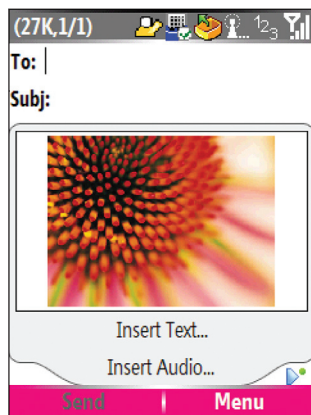 (27K,1/1) 123
To:
Subj:
Insert Text...
Insert Audio...
Send Menu